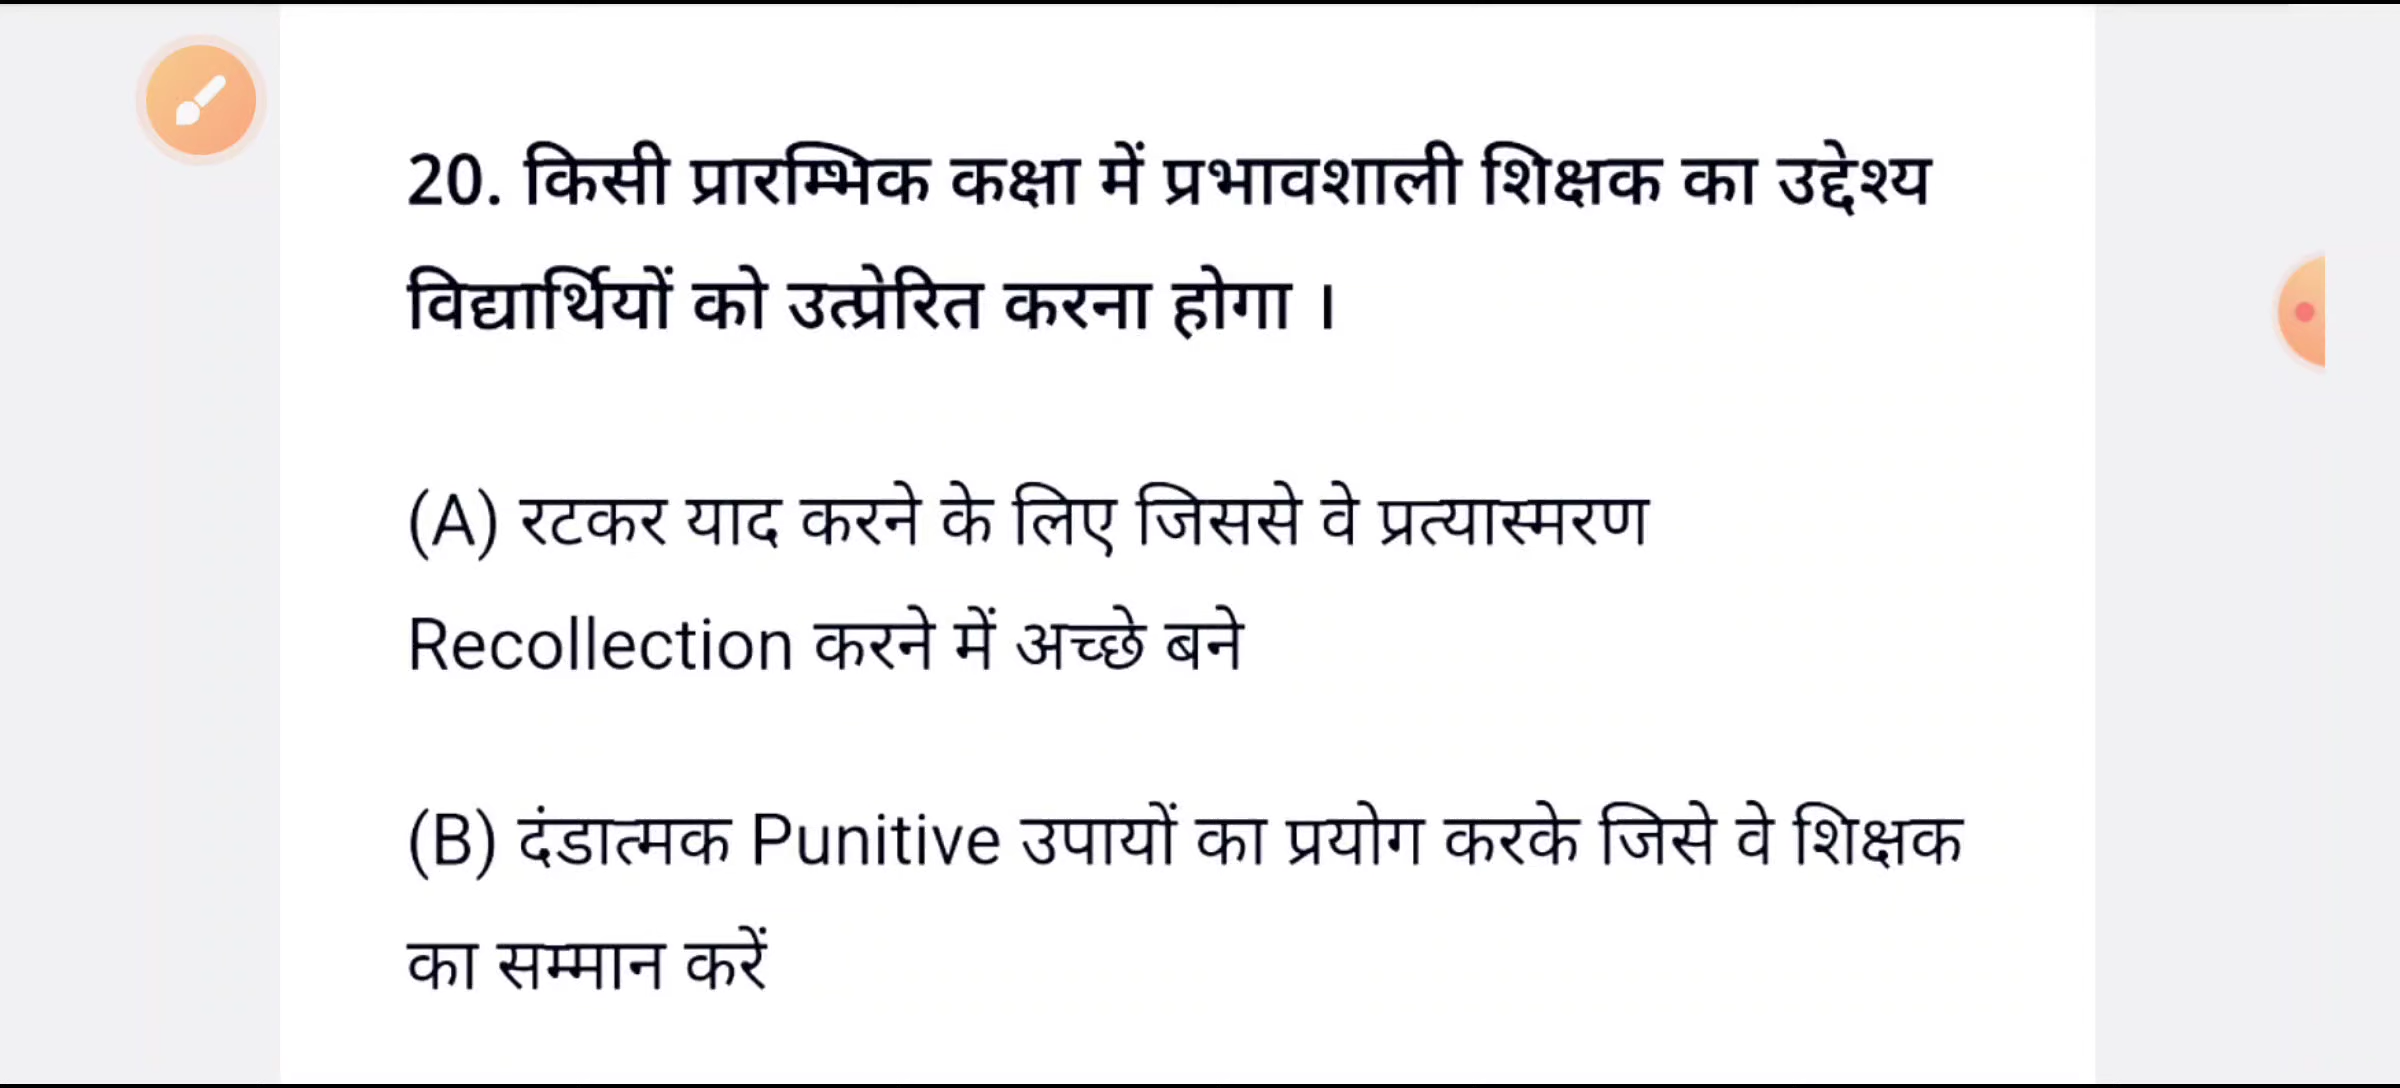 20. किसी प्रारम्भिक कक्षा में प्रभावशाली शिक्षक का उद्देश्य
विद्यार्थियों को उत्प्रेरित करना होगा ।
(A) रटकर याद करने के लिए जिससे वे प्रत्यास्मरण
Recollection करने में अच्छे बने
(B) दंडात्मक Punitive उपायों का प्रयोग करके जिसे वे शिक्षक
का सम्मान करें